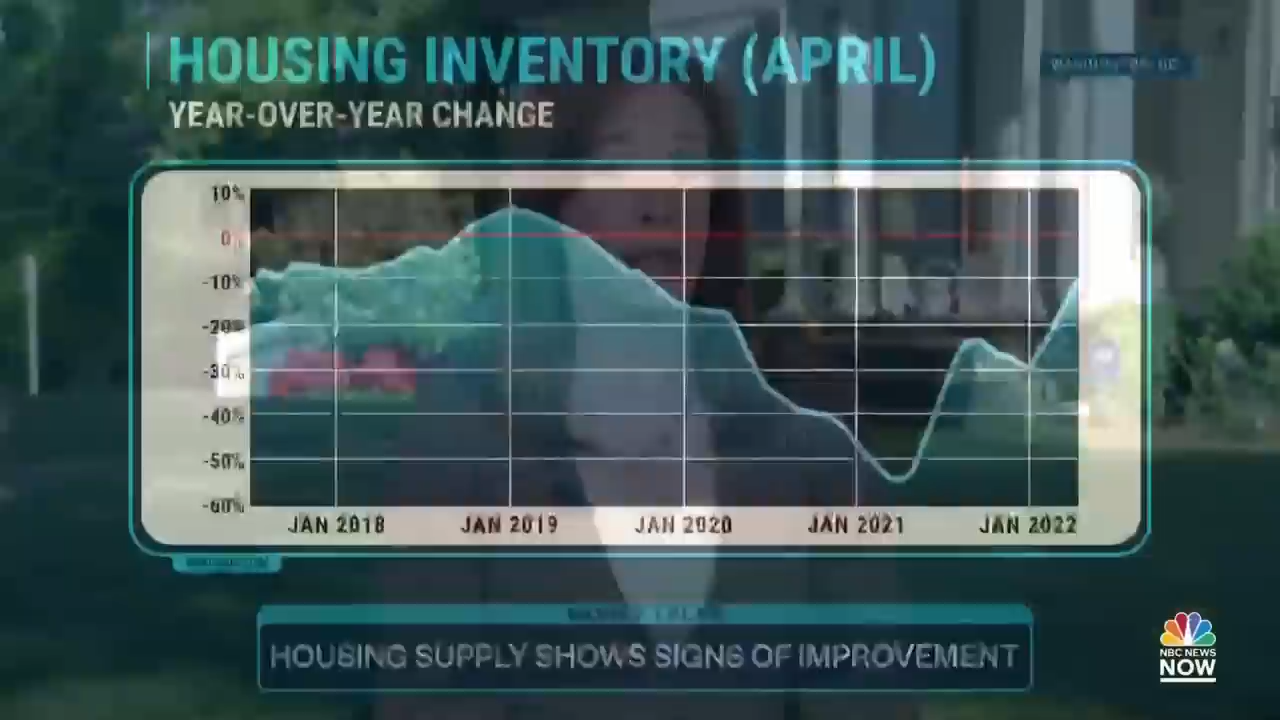 HOUSING INVENTORY (APRIL)
YEAR-OVER-YEAR CHANGE
10%
0%
-10%
-20%
-30%
-40%
-50%
-60%
JAN 2018 JAN 2019 JAN 2020 JAN 2021 JAN 2022
HOUSING SUPPLY SHOWS SIGNS OF IMPROVEMENT
NBC NEWS
NOW